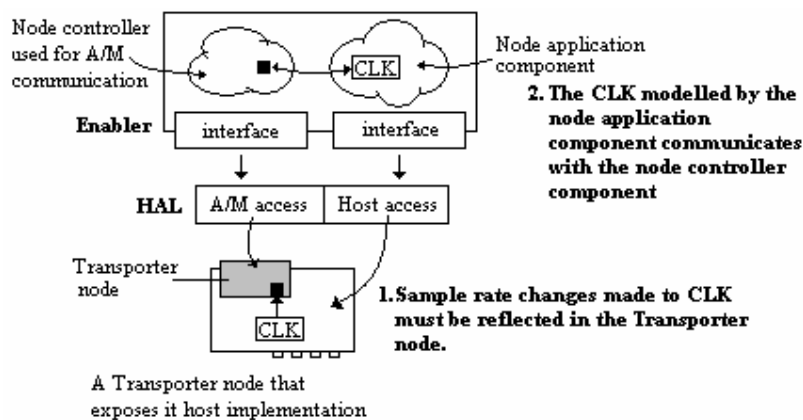 Node controller
used for A/M
communication
CLK
Node application
component
2. The CLK modelled by the
node application
component communicates
with the node controller
component
Enabler
interface
interface
HAL
A/M access
Host access
Transporter
node
CLK
1. Sample rate changes made to CLK
must be reflected in the Transporter
node.
A Transporter node that
exposes it host implementation